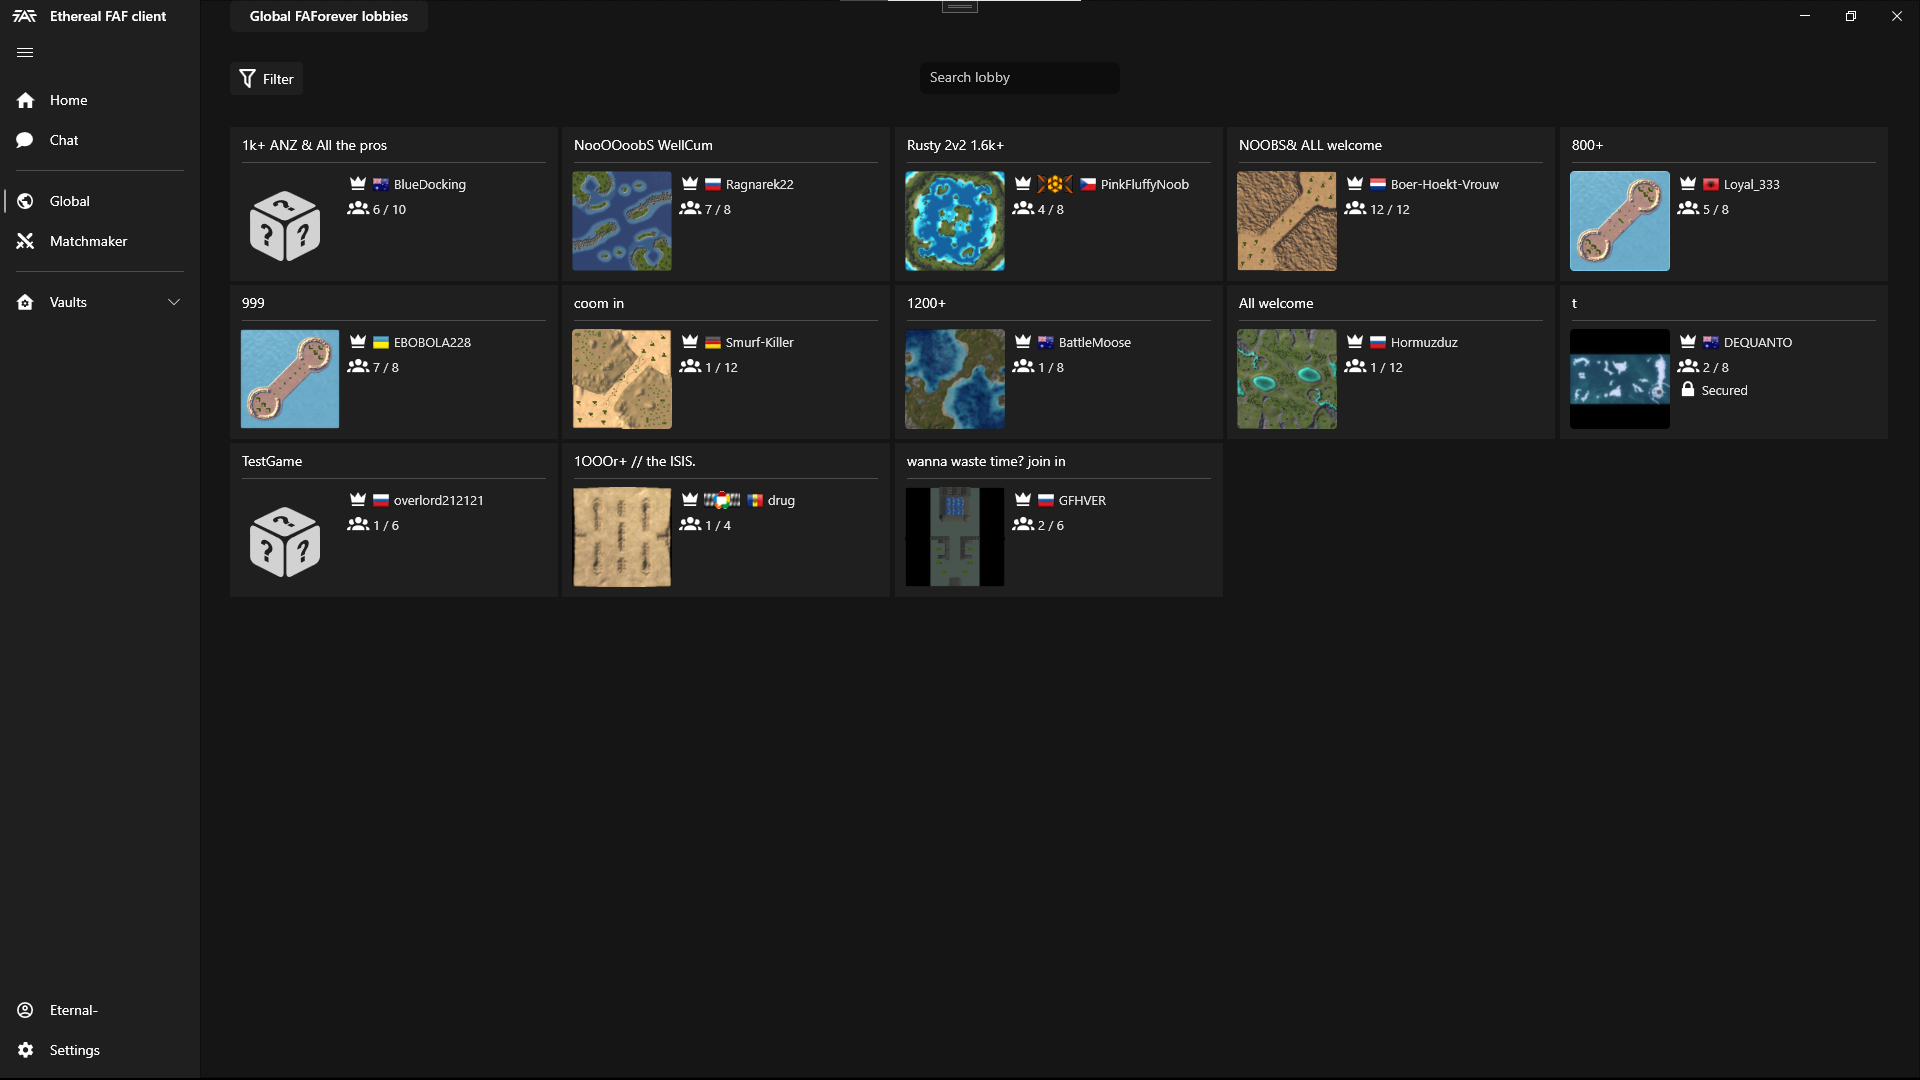 Ethereal FAF client
Global FAForever lobbies
Home
Chat
Global
Matchmaker
Vaults
Eternal-
Settings
Filter
Search lobby
1k+ ANZ & All the pros
BlueDocking
6 / 10
NooOOoobS WellCum
Ragnarek22
7 / 8
Rusty 2v2 1.6k+
PinkFluffyNoob
4 / 8
NOOBS& ALL welcome
Boer-Hoekt-Vrouw
12 / 12
800+
Loyal_333
5 / 8
999
EBOBOLA228
7 / 8
coom in
Smurf-Killer
1 / 12
1200+
BattleMoose
1 / 8
All welcome
Hormuzduz
1 / 12
t
DEQUANTO
2 / 8
Secured
TestGame
overlord212121
1 / 6
1OOOr+ // the ISIS.
drug
1 / 4
wanna waste time? join in
GFHVER
2 / 6